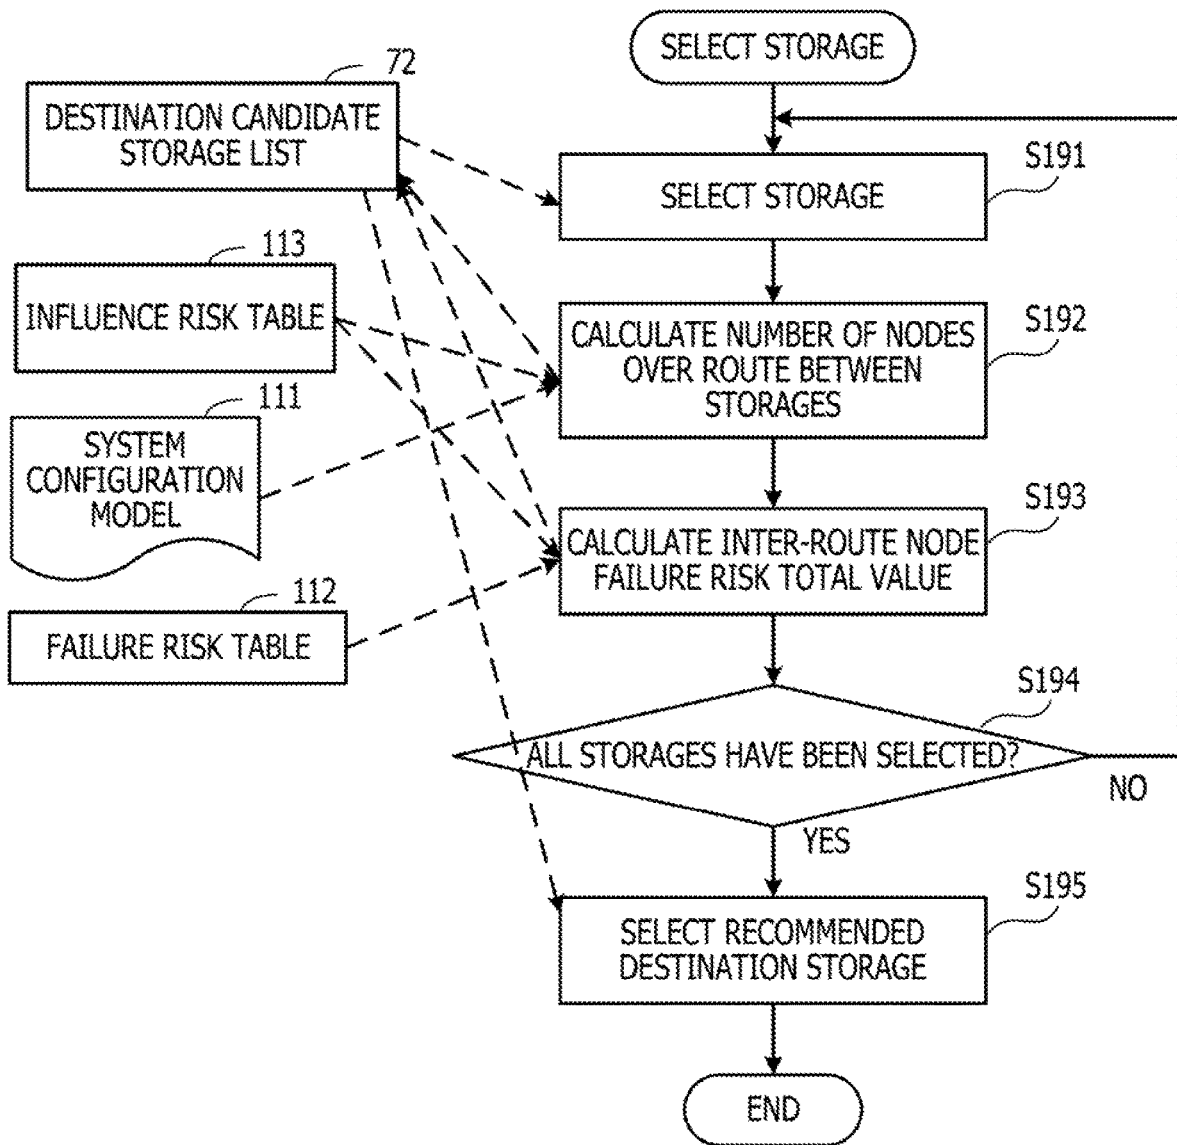 SELECT STORAGE
72
DESTINATION CANDIDATE
STORAGE LIST
S191
SELECT STORAGE
113
INFLUENCE RISK TABLE
S192
CALCULATE NUMBER OF NODES
OVER ROUTE BETWEEN
STORAGES
111
SYSTEM
CONFIGURATION
MODEL
S193
CALCULATE INTER-ROUTE NODE
FAILURE RISK TOTAL VALUE
112
FAILURE RISK TABLE
S194
ALL STORAGES HAVE BEEN SELECTED?
NO
YES
S195
SELECT RECOMMENDED
DESTINATION STORAGE
END